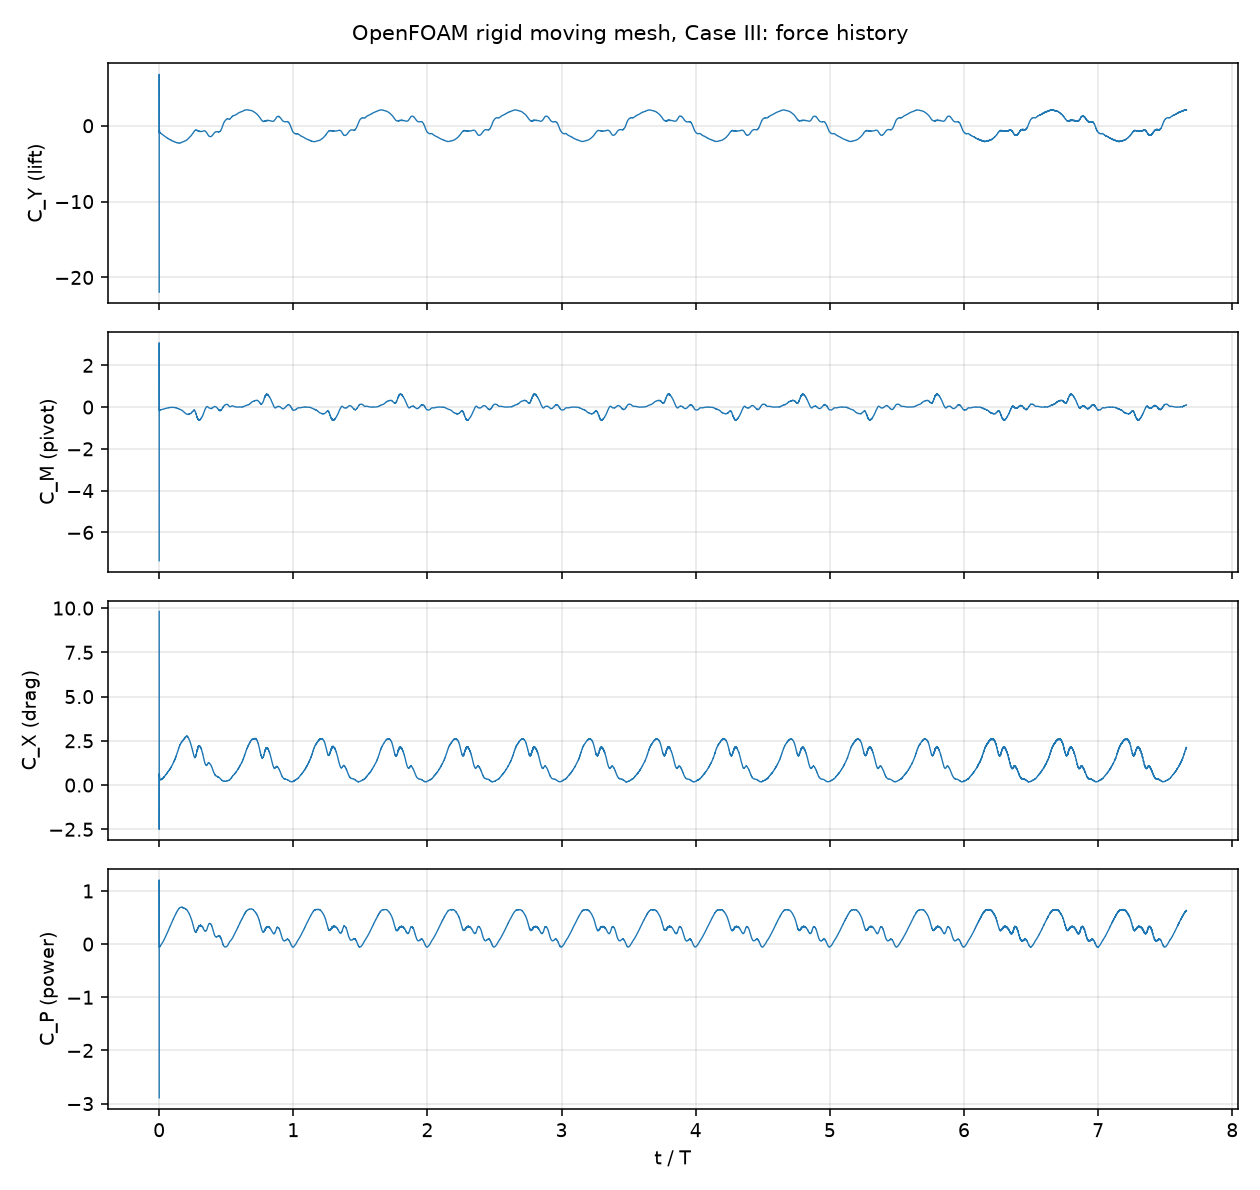 OpenFOAM rigid moving mesh, Case III: force history
C_Y (lift)
0
−10
−20
C_M (pivot)
2
0
−2
−4
−6
C_X (drag)
10.0
7.5
5.0
2.5
0.0
−2.5
C_P (power)
1
0
−1
−2
−3
0 1 2 3 4 5 6 7 8
t / T